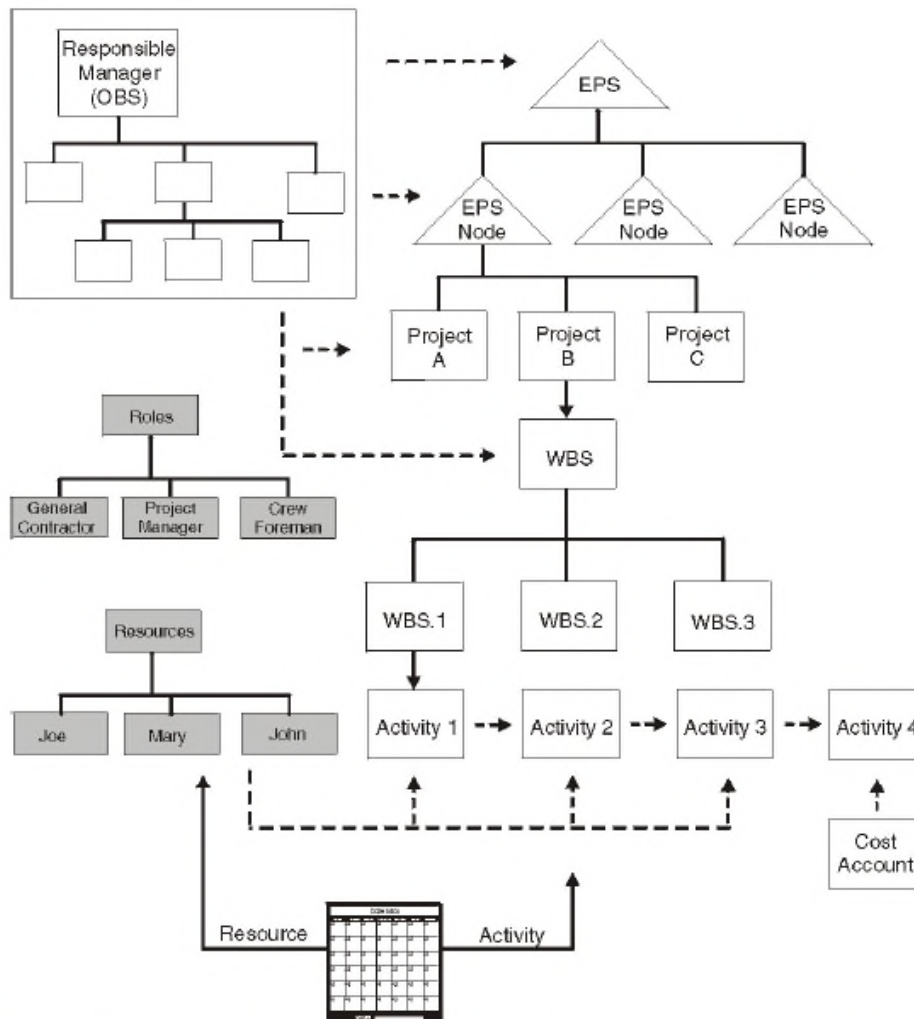 Responsible
Manager
(OBS)
EPS
EPS
Node
EPS
Node
EPS
Node
Project
A
Project
B
Project
C
Roles
WBS
General
Contractor
Project
Manager
Crew
Foreman
WBS.1
WBS.2
WBS.3
Resources
Joe
Mary
John
Activity 1
Activity 2
Activity 3
Activity 4
Cost
Account
Resource
Activity